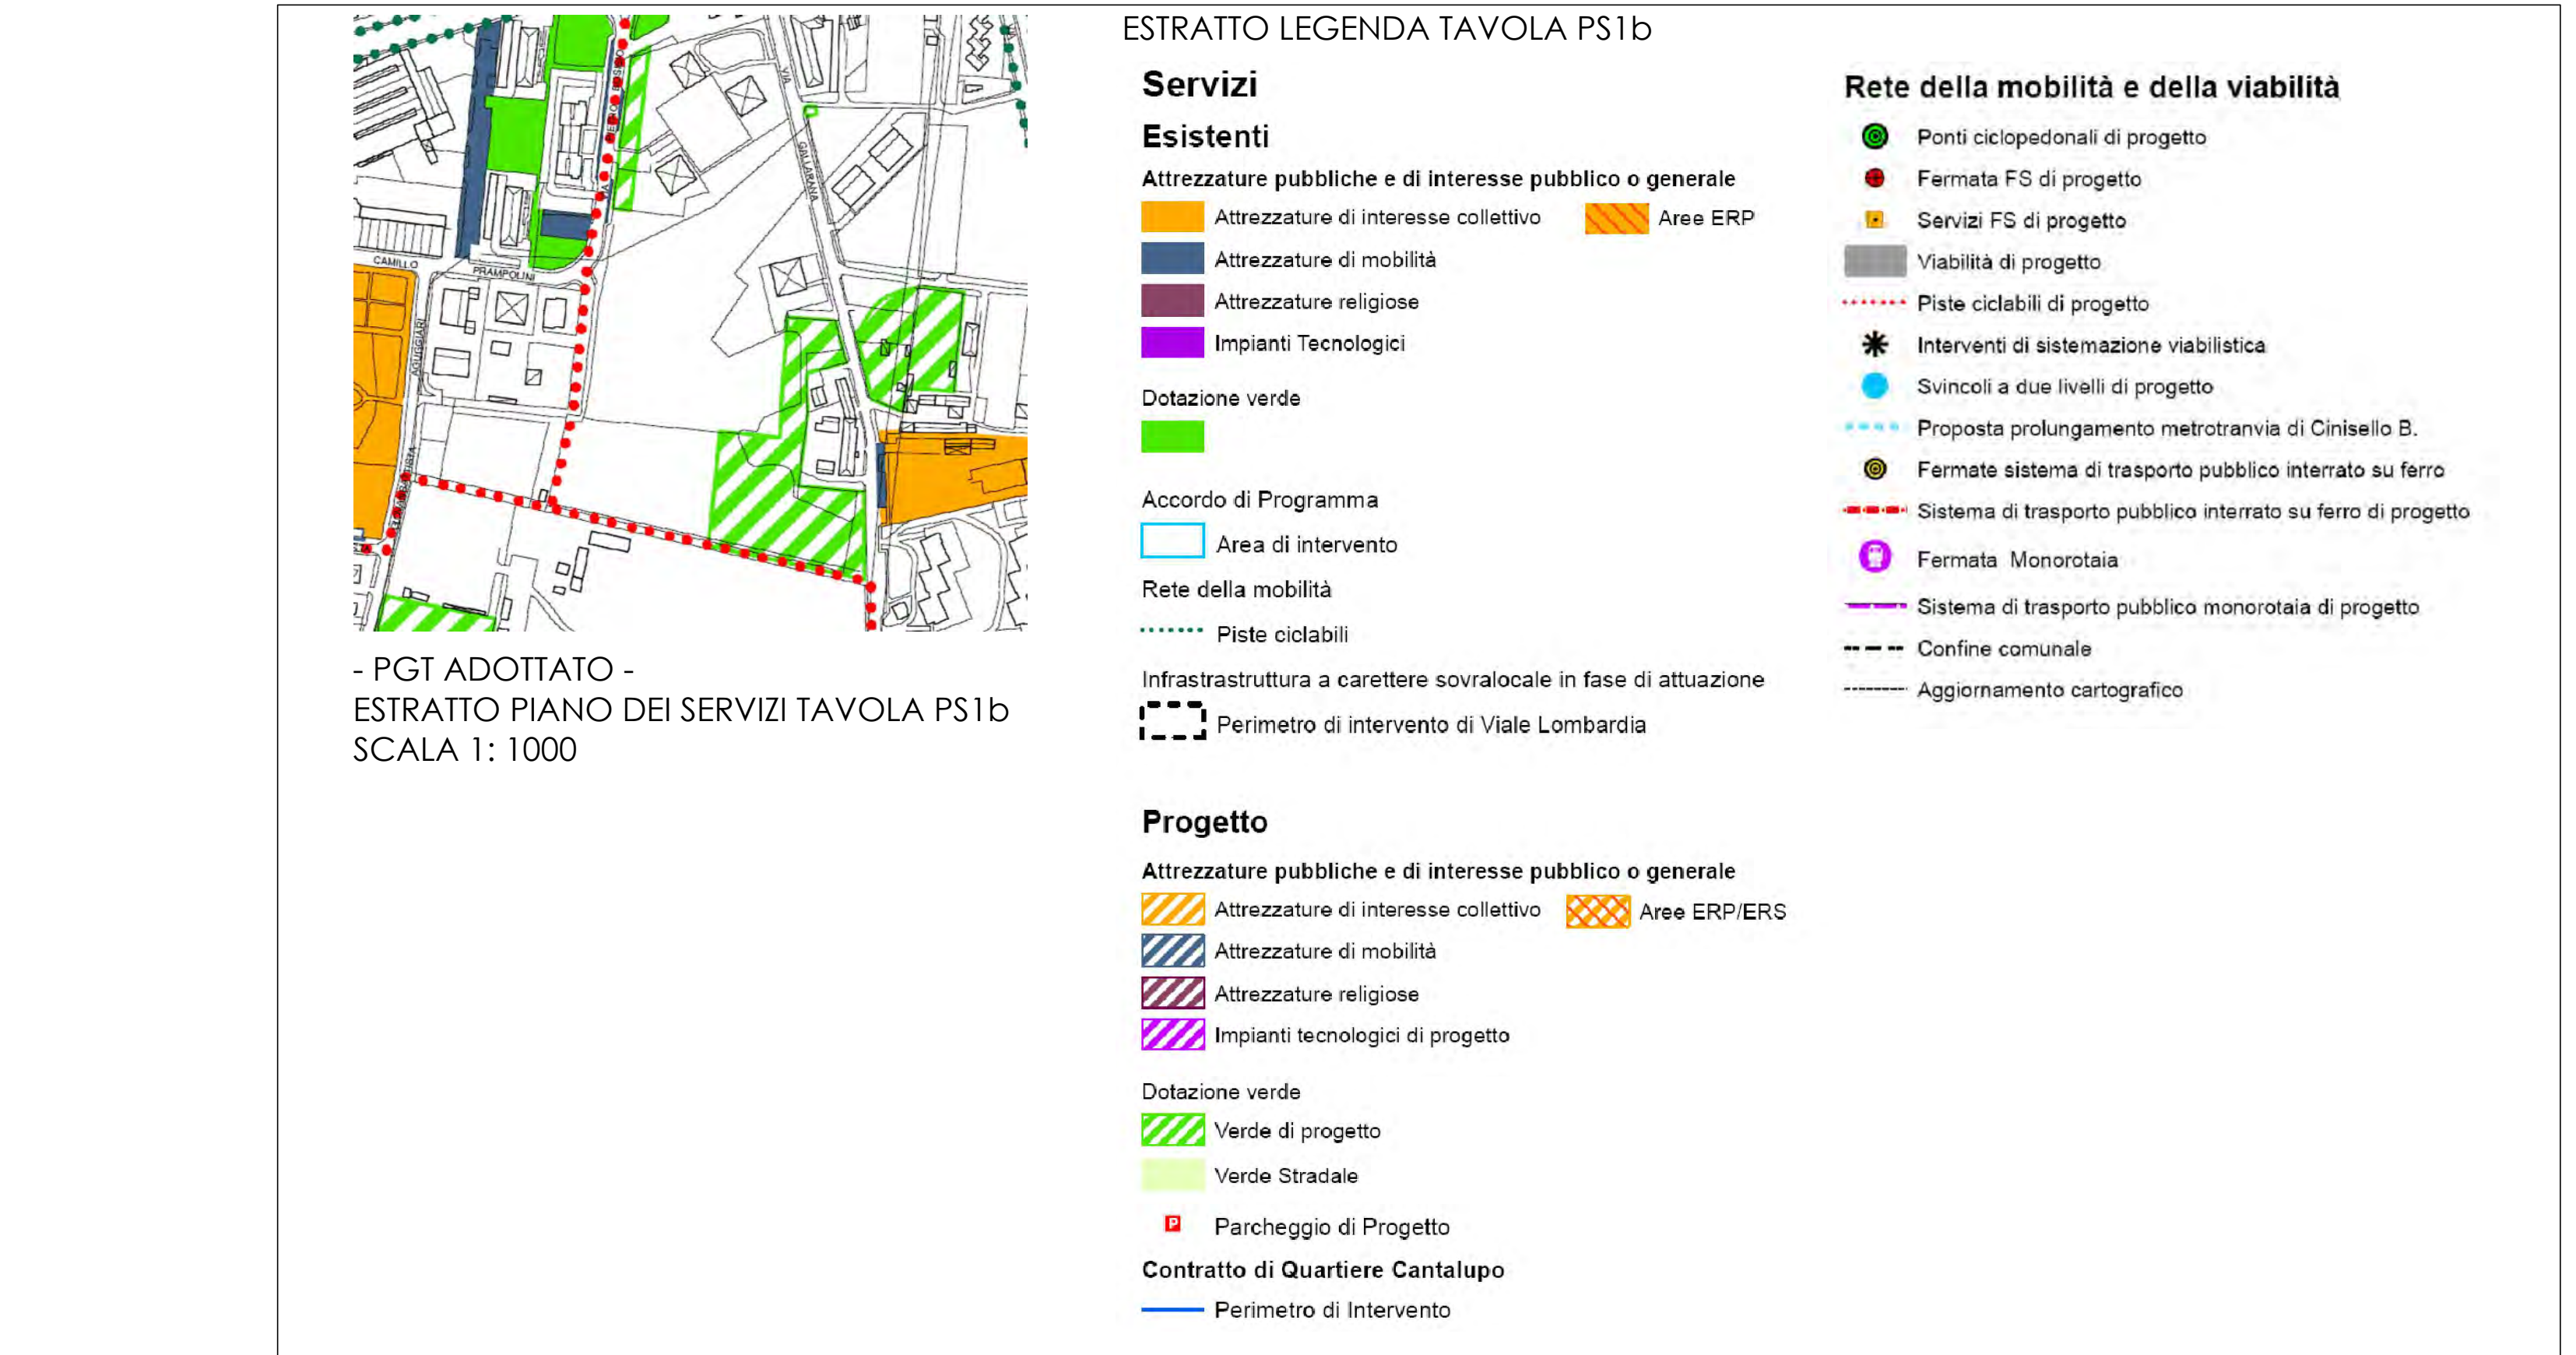 CAMILLO
PRAMPOLINI
AGUGGIARI
VIA
GALLARANA
VIA
- PGT ADOTTATO -
ESTRATTO PIANO DEI SERVIZI TAVOLA PS1b
SCALA 1: 1000
ESTRATTO LEGENDA TAVOLA PS1b
Servizi
Esistenti
Attrezzature pubbliche e di interesse pubblico o generale
Attrezzature di interesse collettivo
Aree ERP
Attrezzature di mobilità
Attrezzature religiose
Impianti Tecnologici
Dotazione verde
Accordo di Programma
Area di intervento
Rete della mobilità
Piste ciclabili
Infrastrastruttura a carettere sovralocale in fase di attuazione
Perimetro di intervento di Viale Lombardia
Progetto
Attrezzature pubbliche e di interesse pubblico o generale
Attrezzature di interesse collettivo
Aree ERP/ERS
Attrezzature di mobilità
Attrezzature religiose
Impianti tecnologici di progetto
Dotazione verde
Verde di progetto
Verde Stradale
P
Parcheggio di Progetto
Contratto di Quartiere Cantalupo
Perimetro di Intervento
Rete della mobilità e della viabilità
Ponti ciclopedonali di progetto
Fermata FS di progetto
Servizi FS di progetto
Viabilità di progetto
Piste ciclabili di progetto
Interventi di sistemazione viabilistica
Svincoli a due livelli di progetto
Proposta prolungamento metrotranvia di Cinisello B.
Fermate sistema di trasporto pubblico interrato su ferro
Sistema di trasporto pubblico interrato su ferro di progetto
Fermata Monorotaia
Sistema di trasporto pubblico monorotaia di progetto
Confine comunale
Aggiornamento cartografico